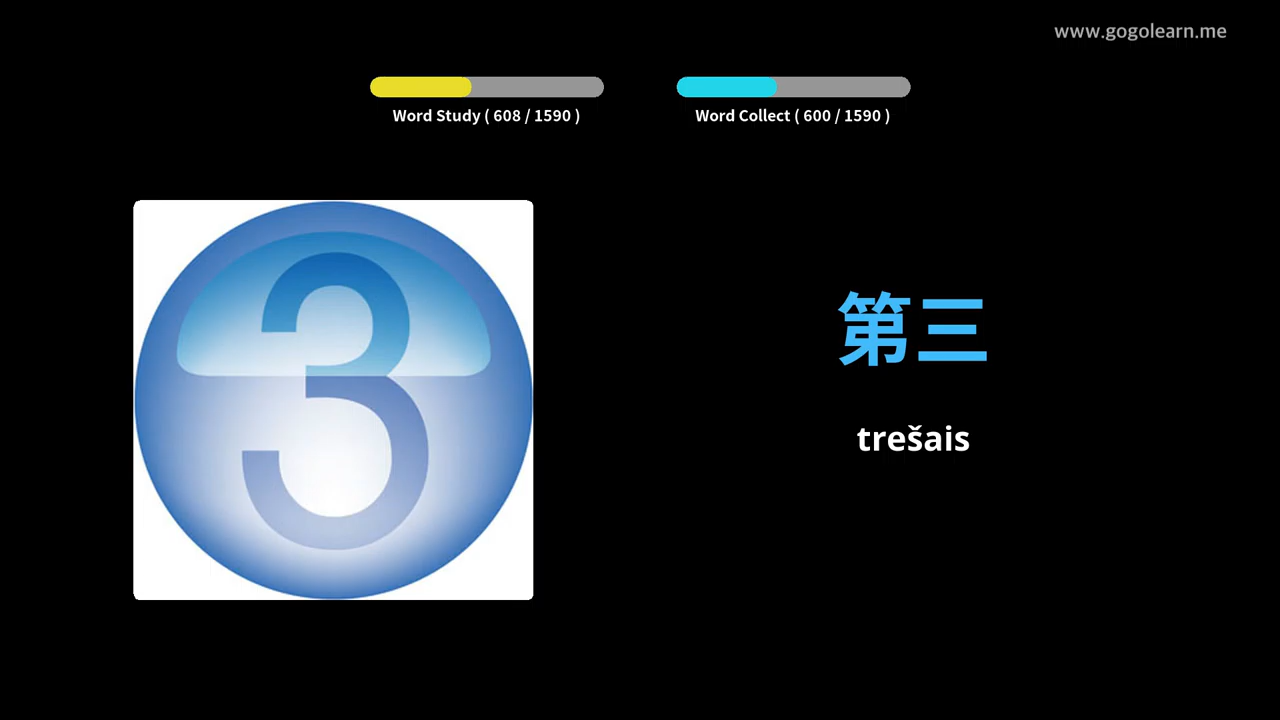 www.gogolearn.me
Word Study ( 608 / 1590 )
Word Collect ( 600 / 1590 )
3
第三
trešais